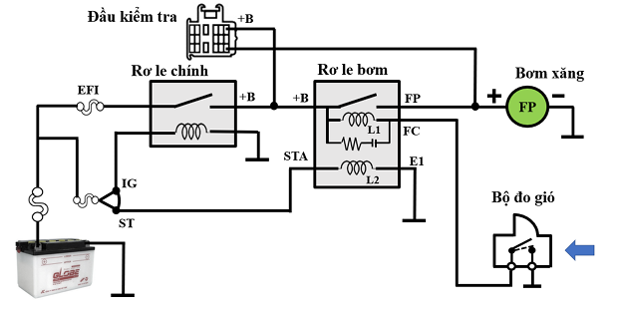 Đầu kiểm tra
+B
Rơ le chính
Rơ le bơm
Bơm xăng
EFI
+B
+B
FP
+
FP
−
L1
FC
STA
E1
L2
IG
ST
Bộ đo gió
GLOBE